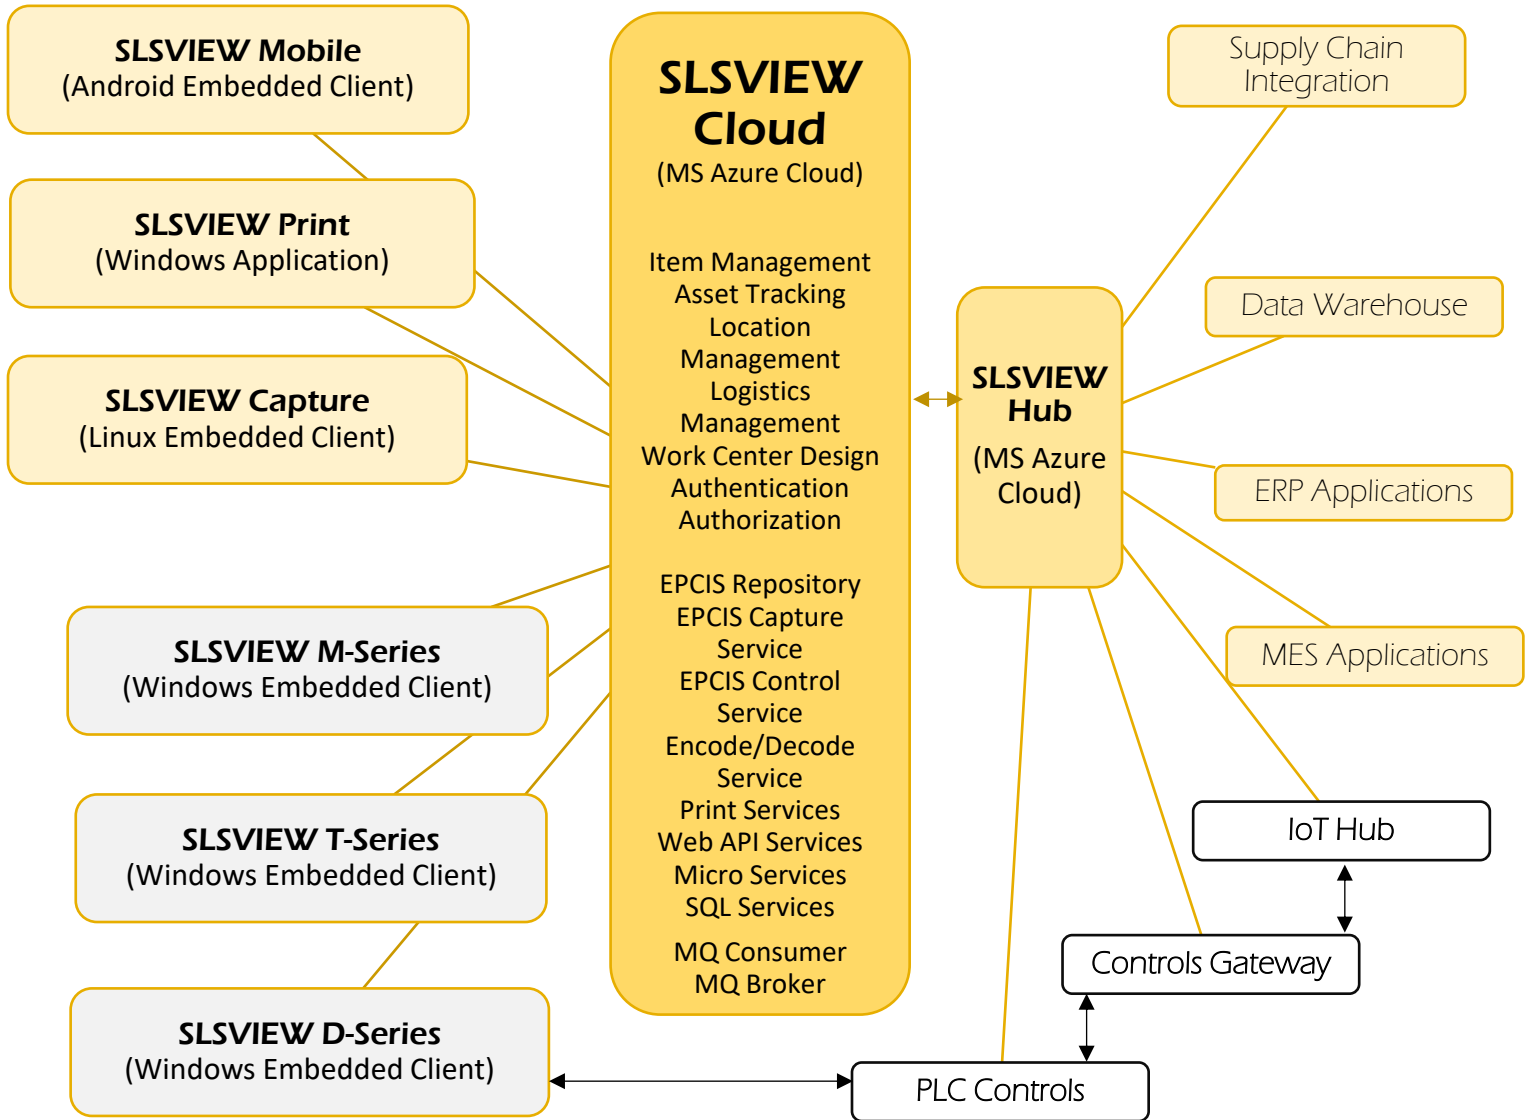 SLSVIEW Mobile
(Android Embedded Client)
SLSVIEW Print
(Windows Application)
SLSVIEW Capture
(Linux Embedded Client)
SLSVIEW M-Series
(Windows Embedded Client)
SLSVIEW T-Series
(Windows Embedded Client)
SLSVIEW D-Series
(Windows Embedded Client)
SLSVIEW
Cloud
(MS Azure Cloud)
Item Management
Asset Tracking
Location
Management
Logistics
Management
Work Center Design
Authentication
Authorization
EPCIS Repository
EPCIS Capture
Service
EPCIS Control
Service
Encode/Decode
Service
Print Services
Web API Services
Micro Services
SQL Services
MQ Consumer
MQ Broker
SLSVIEW
Hub
(MS Azure
Cloud)
Supply Chain
Integration
Data Warehouse
ERP Applications
MES Applications
IoT Hub
Controls Gateway
PLC Controls